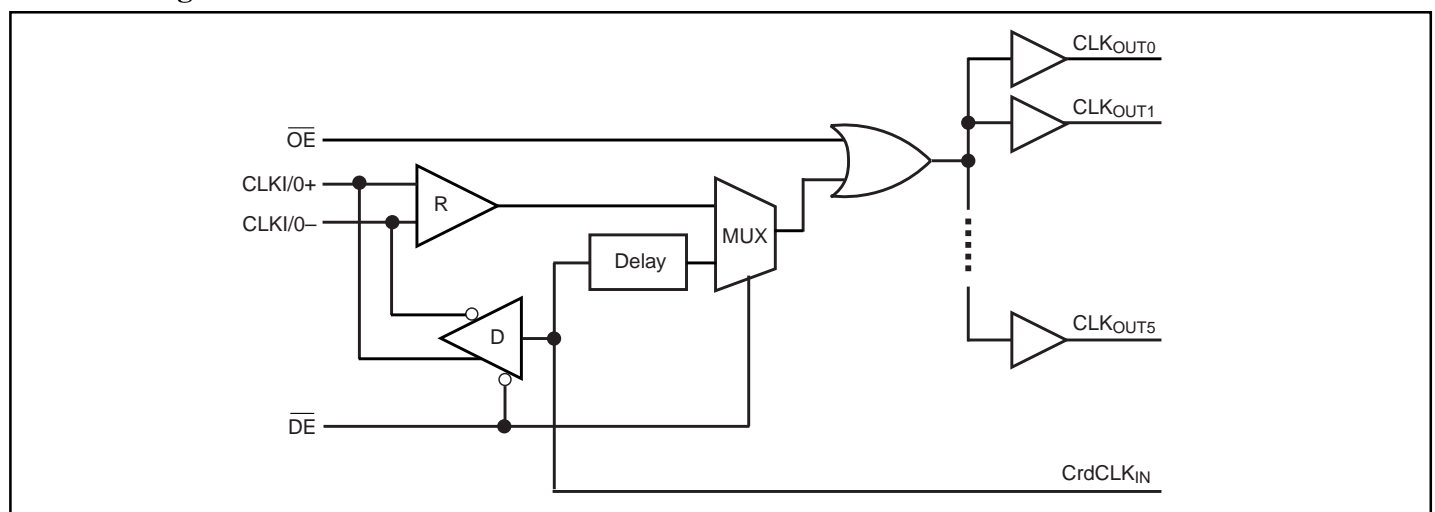 CLKOUT0
CLKOUT1
OE
CLKI/0+
R
CLKI/0–
MUX
Delay
D
CLKOUT5
DE
CrdCLKIN